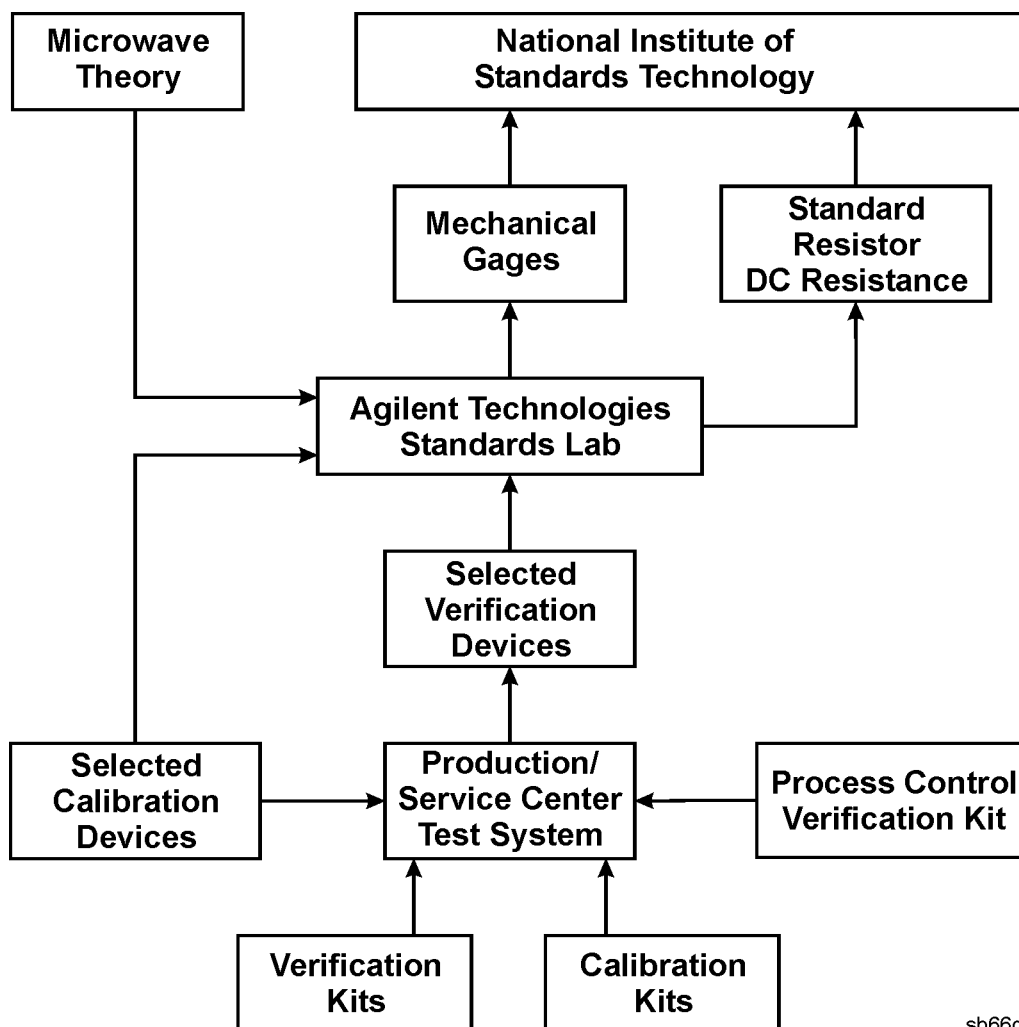 Microwave
Theory
National Institute of
Standards Technology
Mechanical
Gages
Standard
Resistor
DC Resistance
Agilent Technologies
Standards Lab
Selected
Verification
Devices
Selected
Calibration
Devices
Production/
Service Center
Test System
Process Control
Verification Kit
Verification
Kits
Calibration
Kits